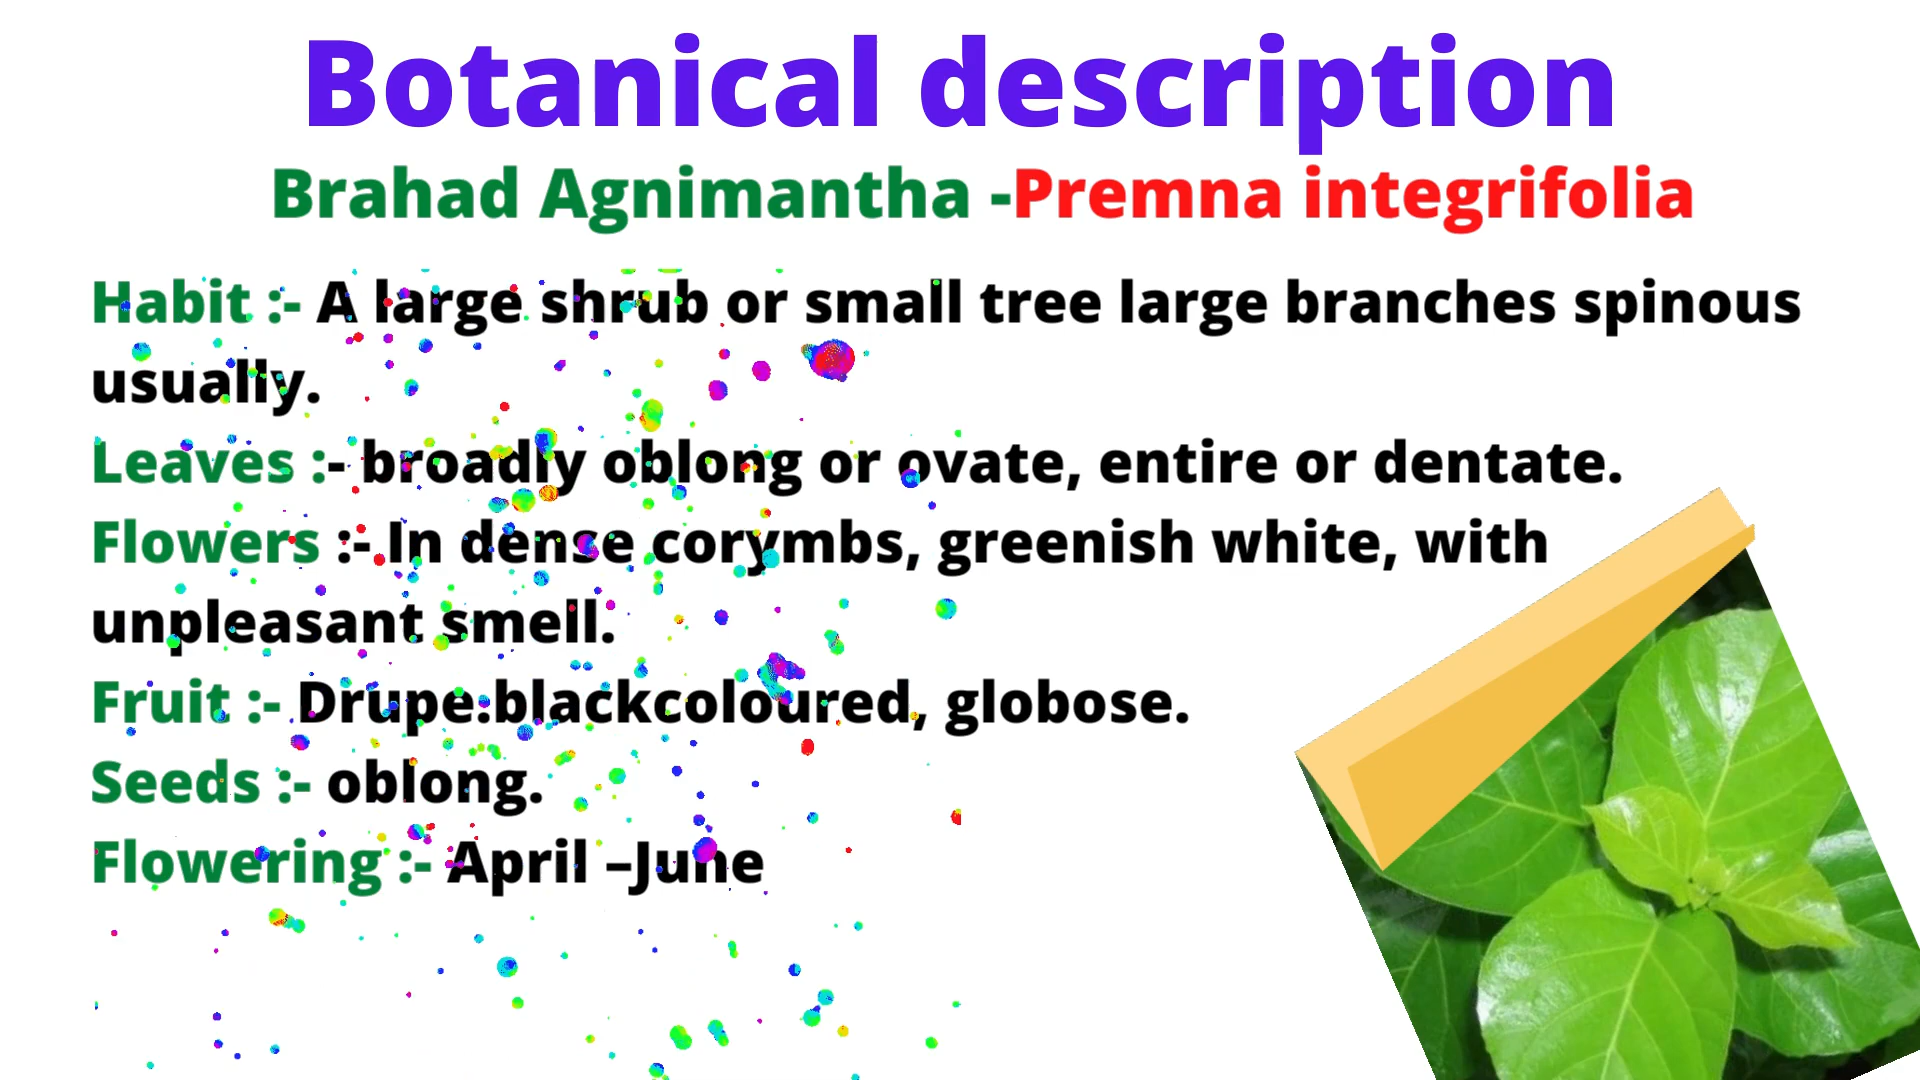 Botanical description
Brahad Agnimantha -Premna integrifolia
Habit :- A large shrub or small tree large branches spinous
usually.
Leaves :- broadly oblong or ovate, entire or dentate.
Flowers :- In dense corymbs, greenish white, with
unpleasant smell.
Fruit :- Drupe:blackcoloured, globose.
Seeds :- oblong.
Flowering :- April –June